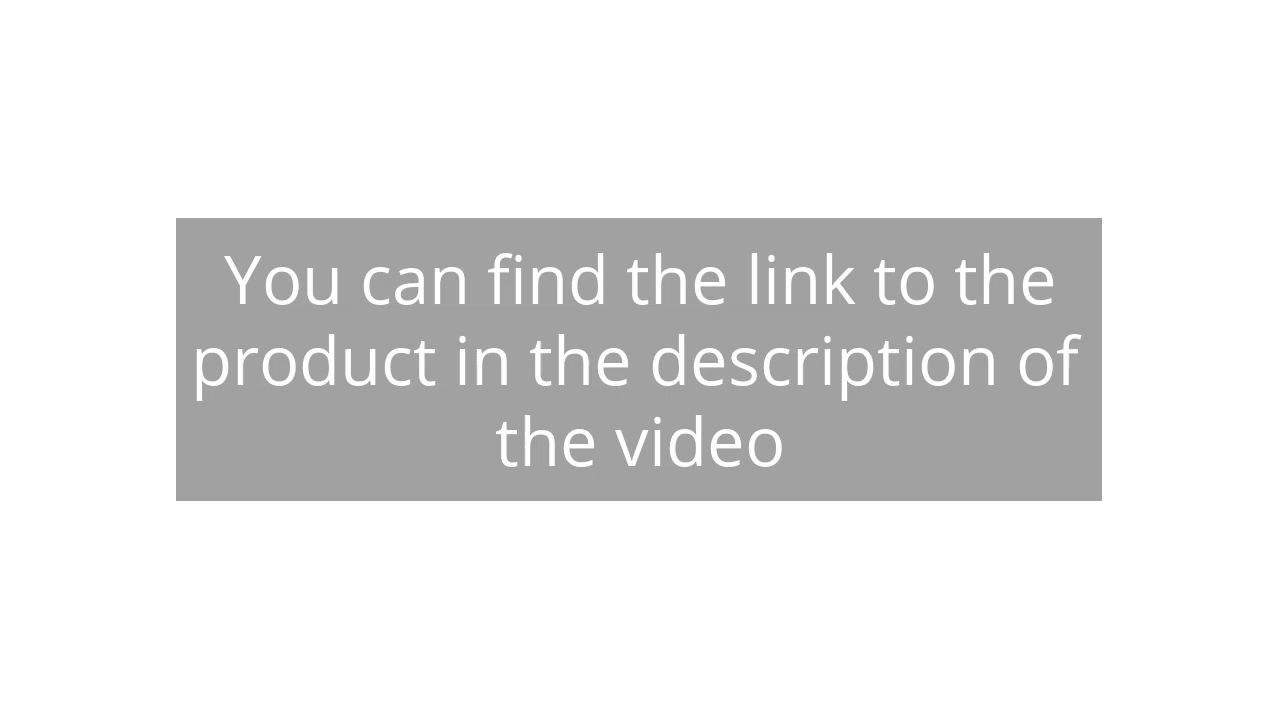 You can find the link to the
product in the description of
the video